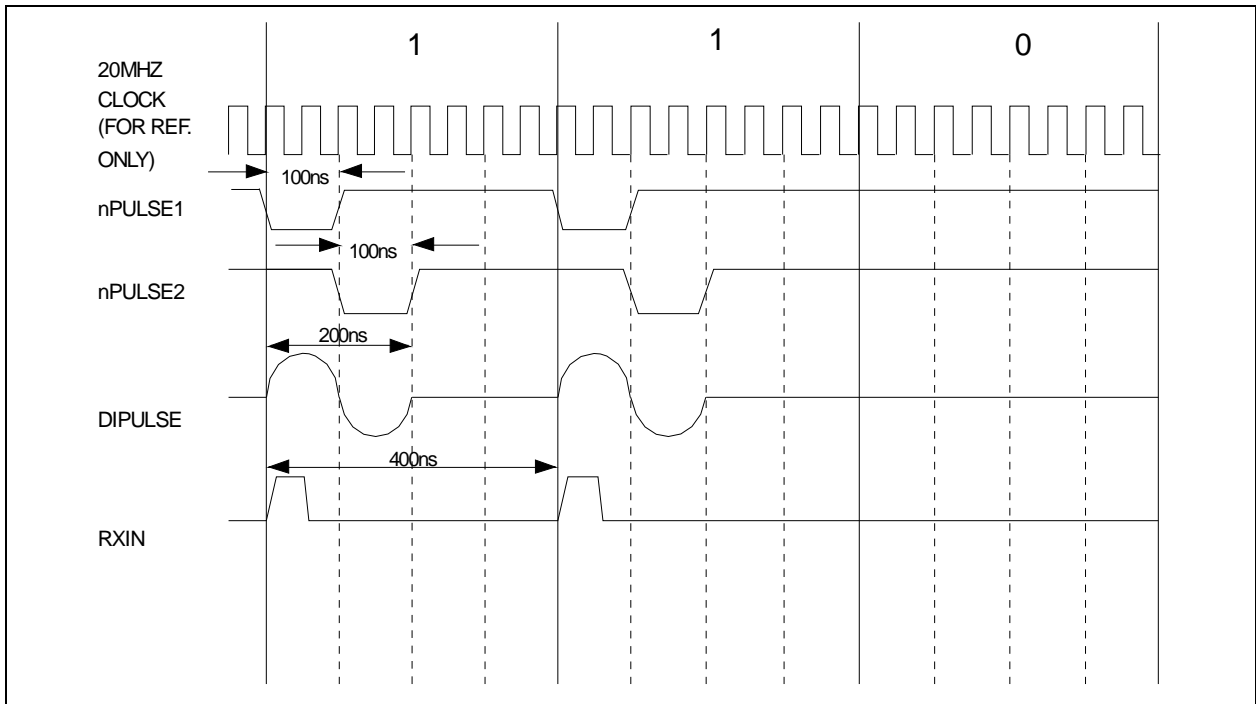 1 1 0
20MHZ
CLOCK
(FOR REF.
ONLY)
100ns
nPULSE1
100ns
nPULSE2
200ns
DIPULSE
400ns
RXIN